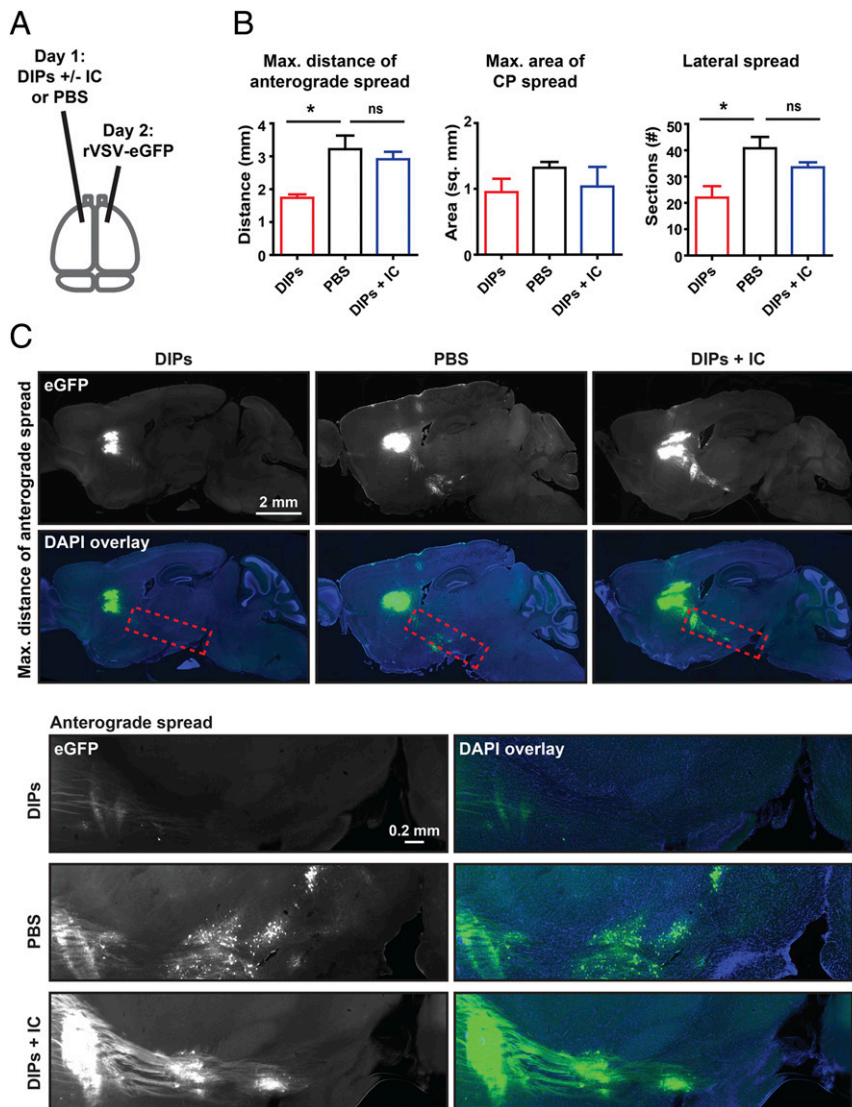 A
Day 1:
DIPs +/- IC
or PBS
Day 2:
rVSV-eGFP
B
Max. distance of
anterograde spread
Distance (mm)
4
3
2
1
0
*
ns
DIPs
PBS
DIPs + IC
Max. area of
CP spread
Area (sq. mm)
2
1
0
DIPs
PBS
DIPs + IC
Lateral spread
Sections (#)
50
40
30
20
10
0
*
ns
DIPs
PBS
DIPs + IC
C
DIPs
PBS
DIPs + IC
Max. distance of anterograde spread
eGFP
2 mm
DAPI overlay
Anterograde spread
eGFP
DAPI overlay
DIPs
0.2 mm
PBS
DIPs + IC